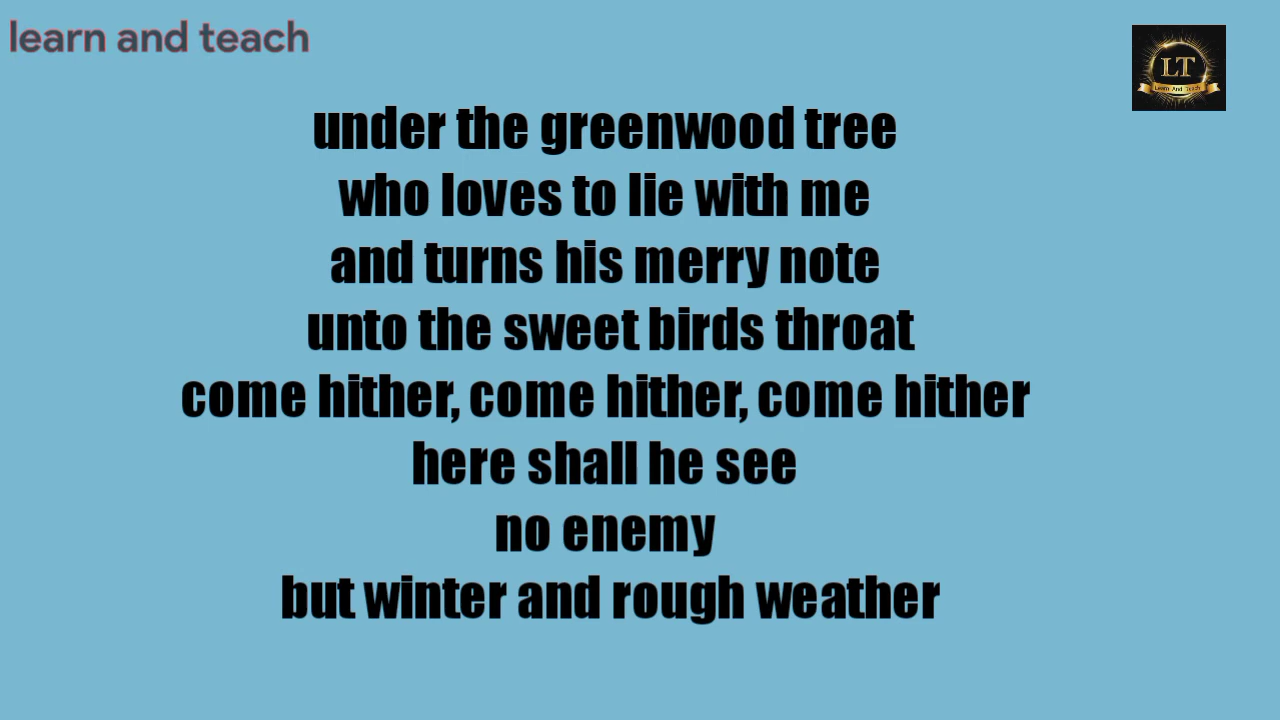 learn and teach
LT
Learn And Teach
under the greenwood tree
who loves to lie with me
and turns his merry note
unto the sweet birds throat
come hither, come hither, come hither
here shall he see
no enemy
but winter and rough weather